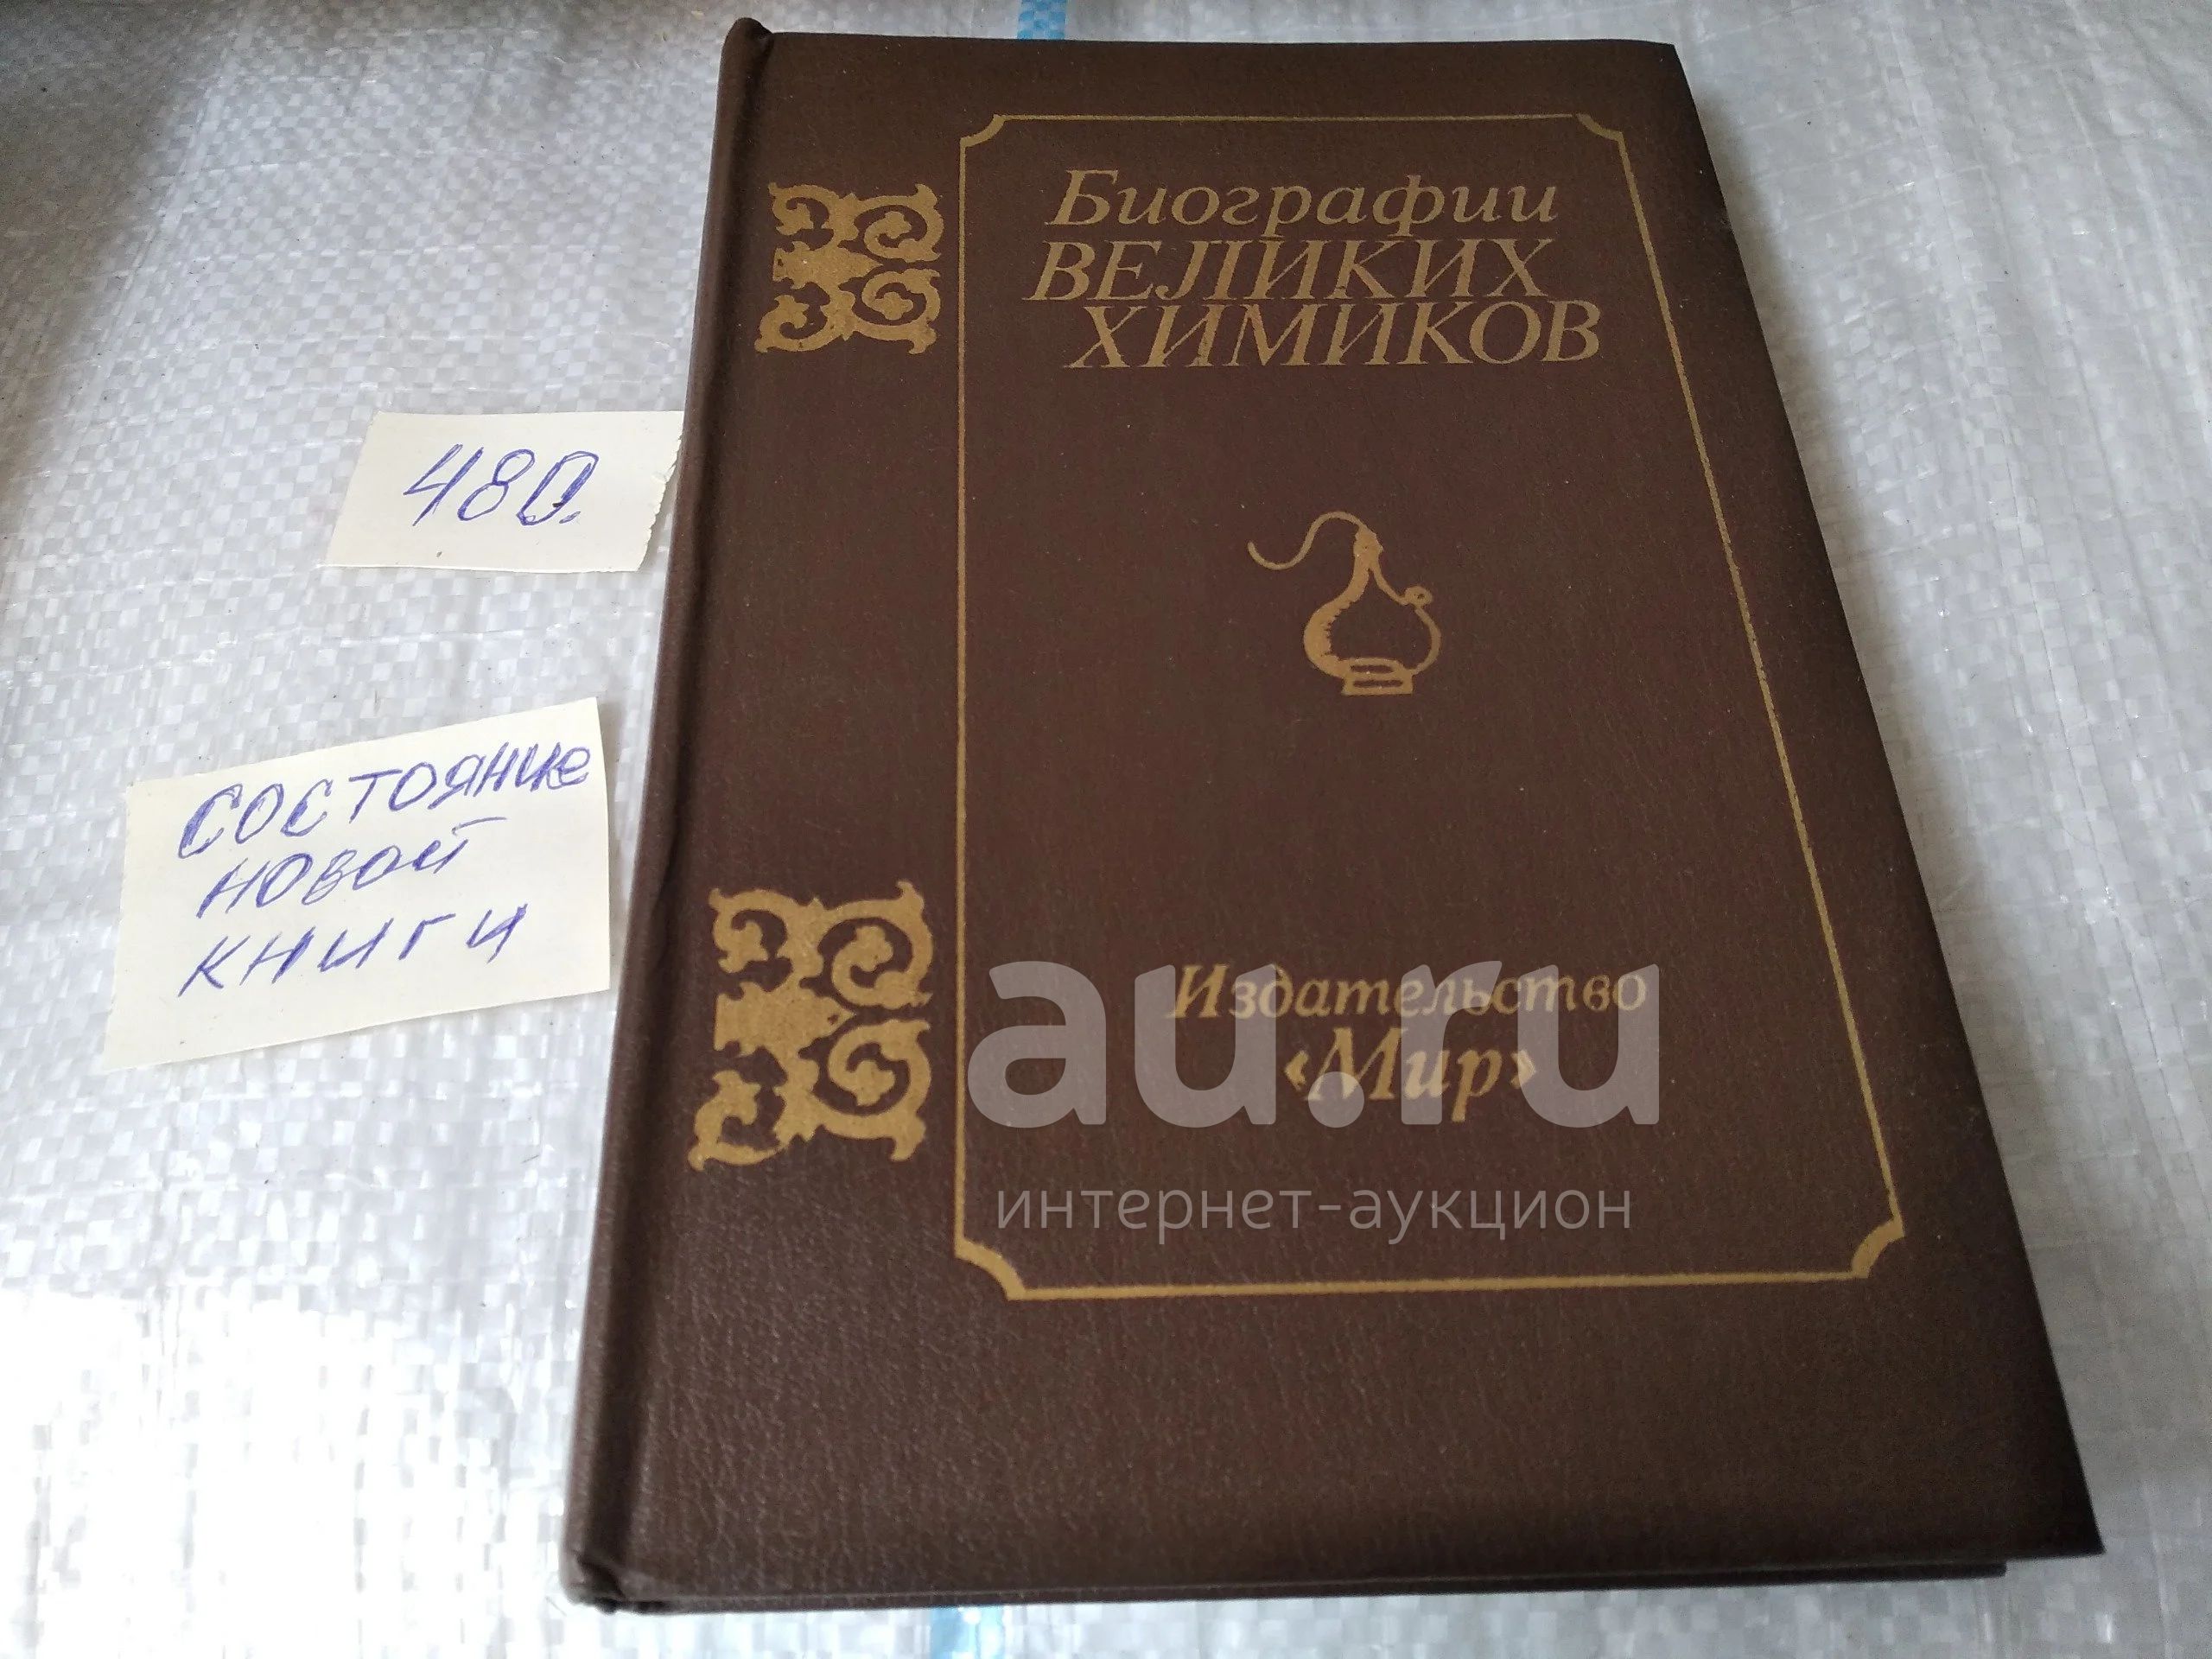 Биографии
ВЕЛИКИХ
ХИМИКОВ
480.
состояние
новой
книги
Издательство
«Мир»
au.ru
интернет-аукцион